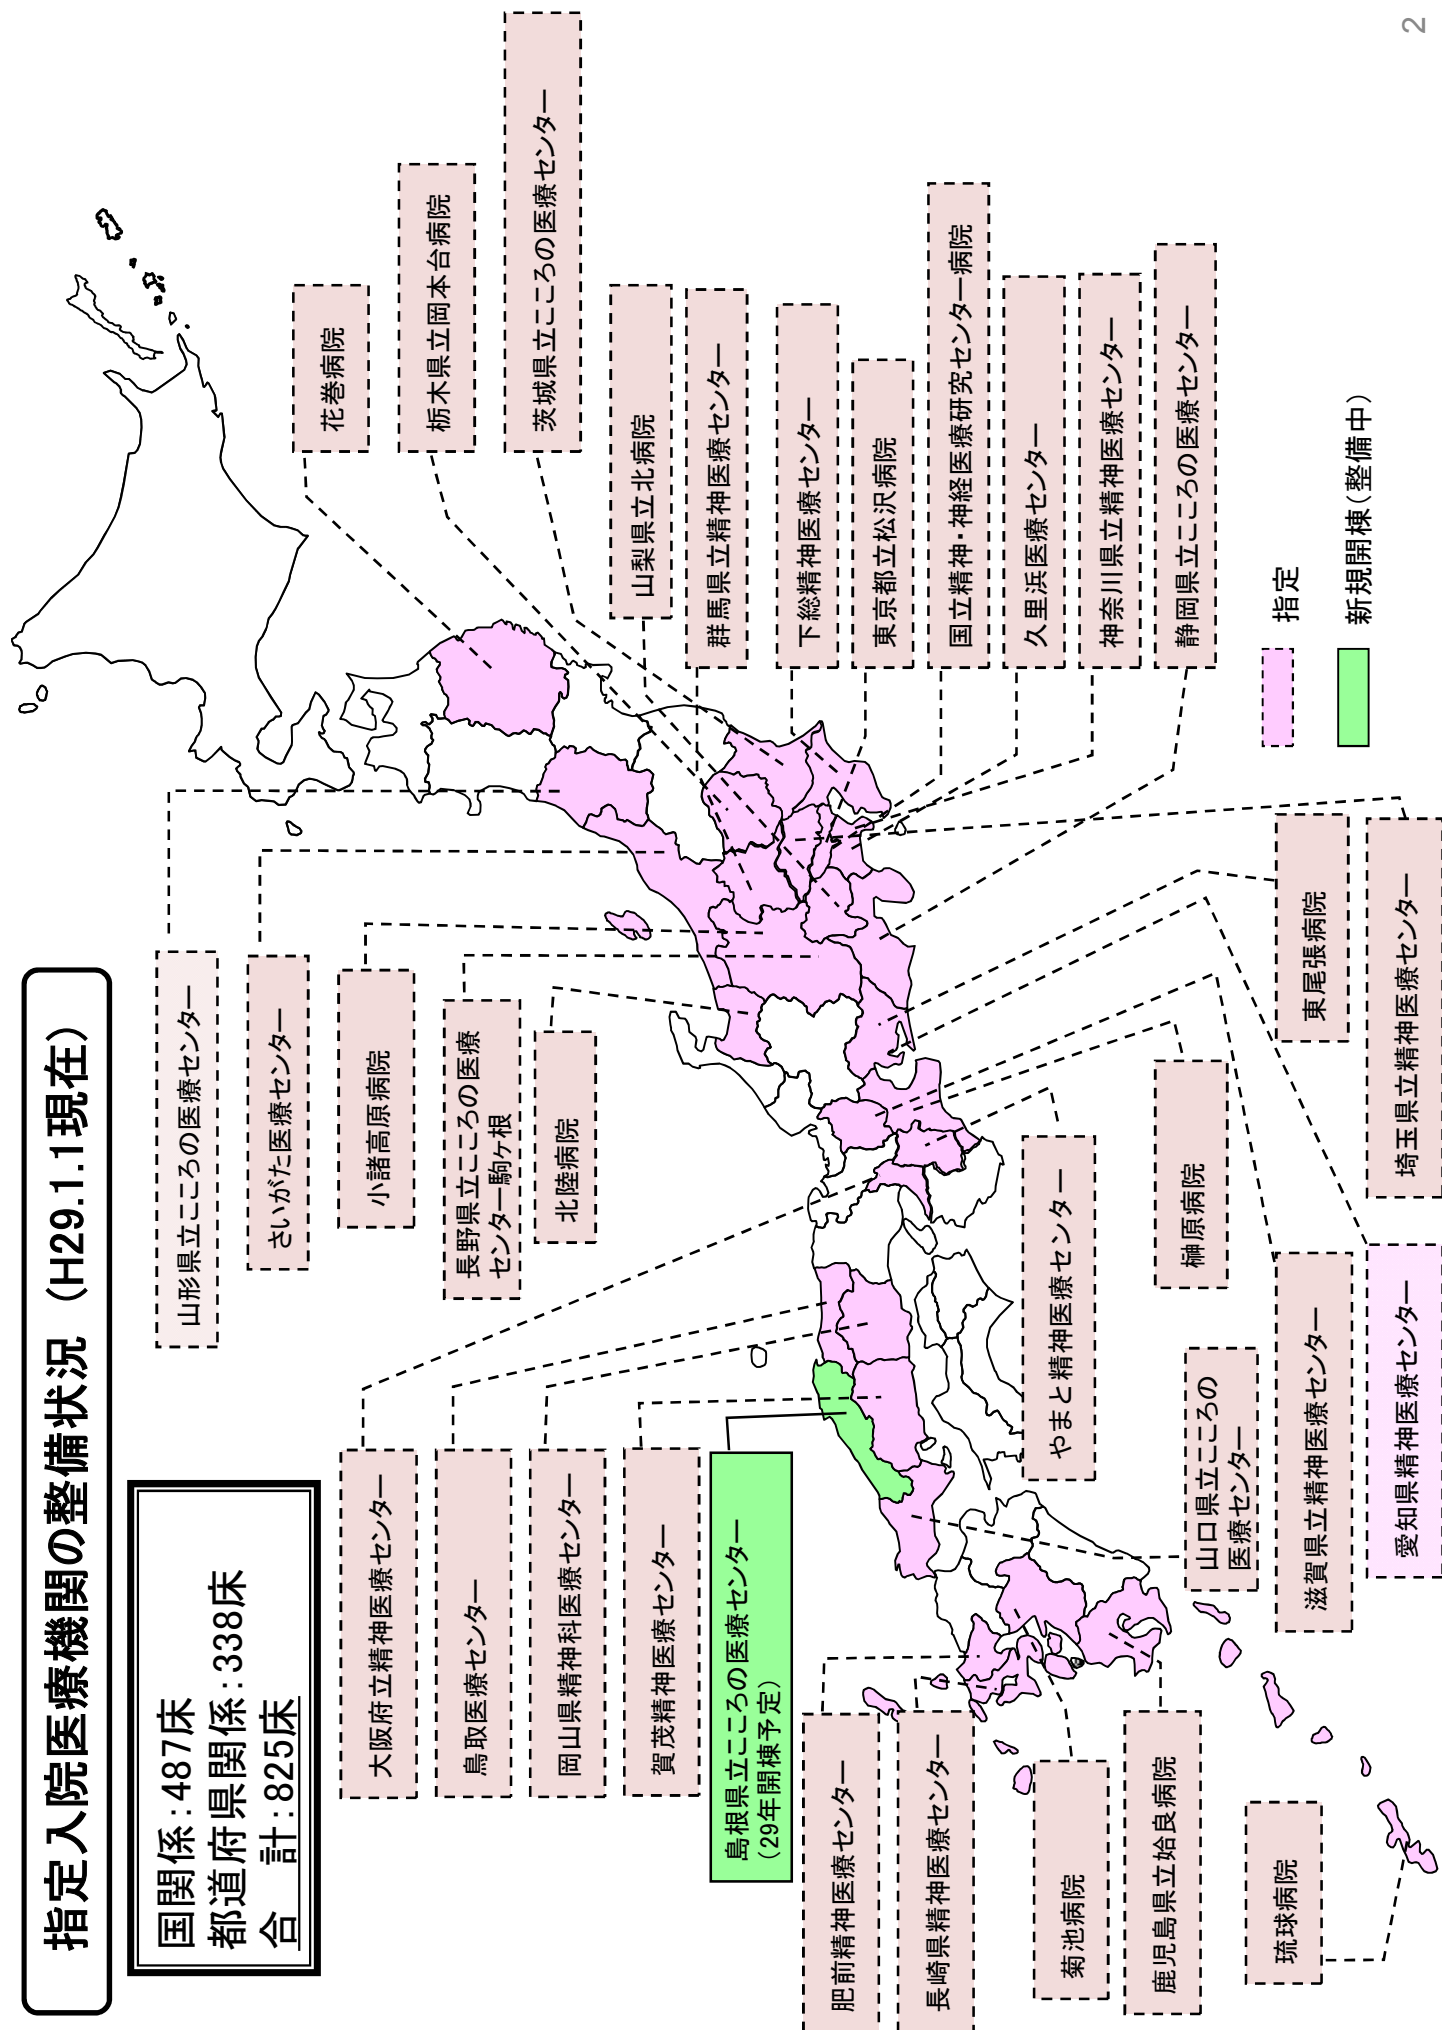 指定入院医療機関の整備状況 (H29.1.1現在)
国関係:487床
都道府県関係:338床
合 計:825床
山形県立こころの医療センター
さいがた医療センター
小諸高原病院
長野県立こころの医療
センター駒ヶ根
北陸病院
花巻病院
栃木県立岡本台病院
茨城県立こころの医療センター
山梨県立北病院
群馬県立精神医療センター
下総精神医療センター
東京都立松沢病院
国立精神・神経医療研究センター病院
久里浜医療センター
神奈川県立精神医療センター
静岡県立こころの医療センター
大阪府立精神医療センター
鳥取医療センター
岡山県精神科医療センター
賀茂精神医療センター
島根県立こころの医療センター
(29年開棟予定)
肥前精神医療センター
長崎県精神医療センター
菊池病院
鹿児島県立姶良病院
琉球病院
やまと精神医療センター
榊原病院
山口県立こころの
医療センター
東尾張病院
埼玉県立精神医療センター
滋賀県立精神医療センター
愛知県精神医療センター
指定
新規開棟(整備中)
2